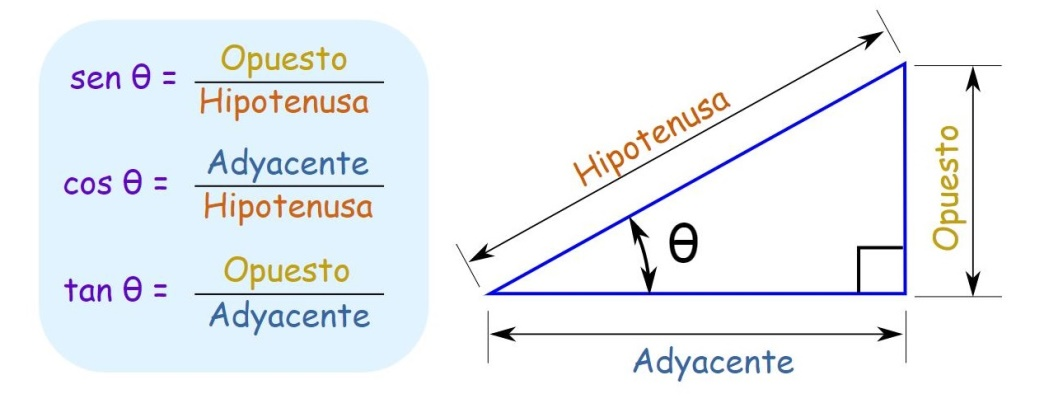 sen θ = Opuesto
Hipotenusa
cos θ = Adyacente
Hipotenusa
tan θ = Opuesto
Adyacente
Hipotenusa
θ
Opuesto
Adyacente